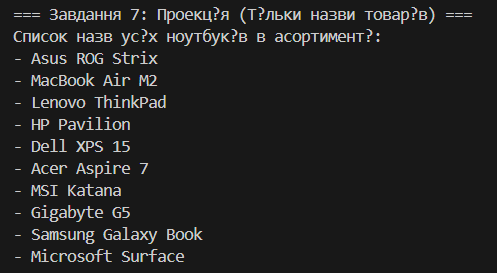 === Завдання 7: Проекц?я (Т?льки назви товар?в) ===
Список назв ус?х ноутбук?в в асортимент?:
- Asus ROG Strix
- MacBook Air M2
- Lenovo ThinkPad
- HP Pavilion
- Dell XPS 15
- Acer Aspire 7
- MSI Katana
- Gigabyte G5
- Samsung Galaxy Book
- Microsoft Surface